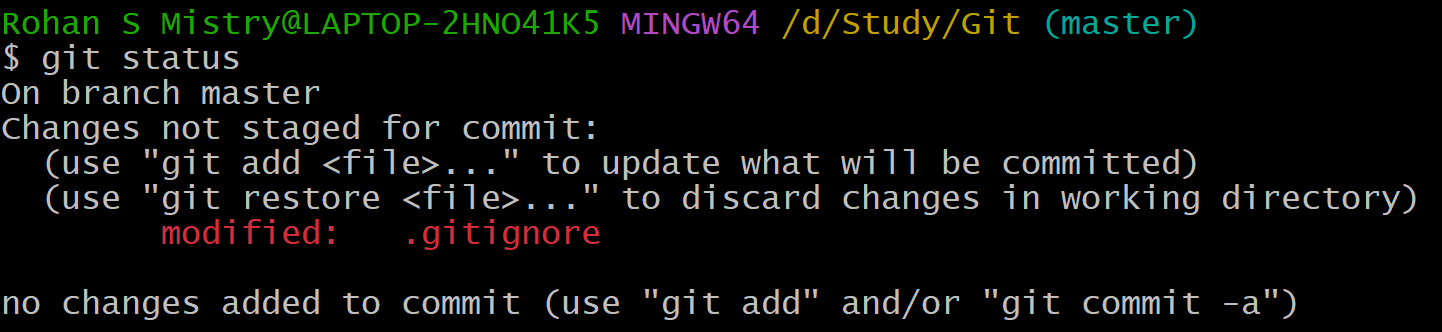 Rohan S Mistry@LAPTOP-2HNO41K5 MINGW64 /d/Study/Git (master)
$ git status
On branch master
Changes not staged for commit:
  (use "git add <file>..." to update what will be committed)
  (use "git restore <file>..." to discard changes in working directory)
        modified:   .gitignore

no changes added to commit (use "git add" and/or "git commit -a")